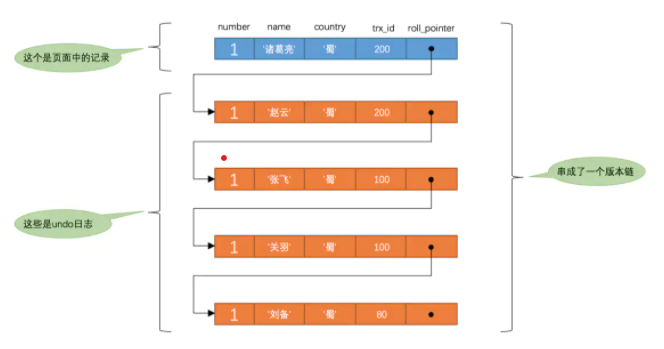 number name country trx_id roll_pointer
这个是页面中的记录
1 '诸葛亮' '蜀' 200
1 '赵云' '蜀' 200
1 '张飞' '蜀' 100
串成了一个版本链
这些是undo日志
1 '关羽' '蜀' 100
1 '刘备' '蜀' 80